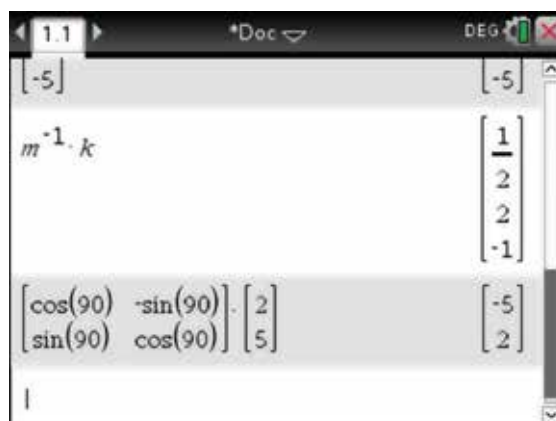 1.1 *Doc DEG
[-5] [-5]
m⁻¹·k [1/2
2
-1]
[cos(90) -sin(90)
sin(90) cos(90)]·[2
5] [-5
2]